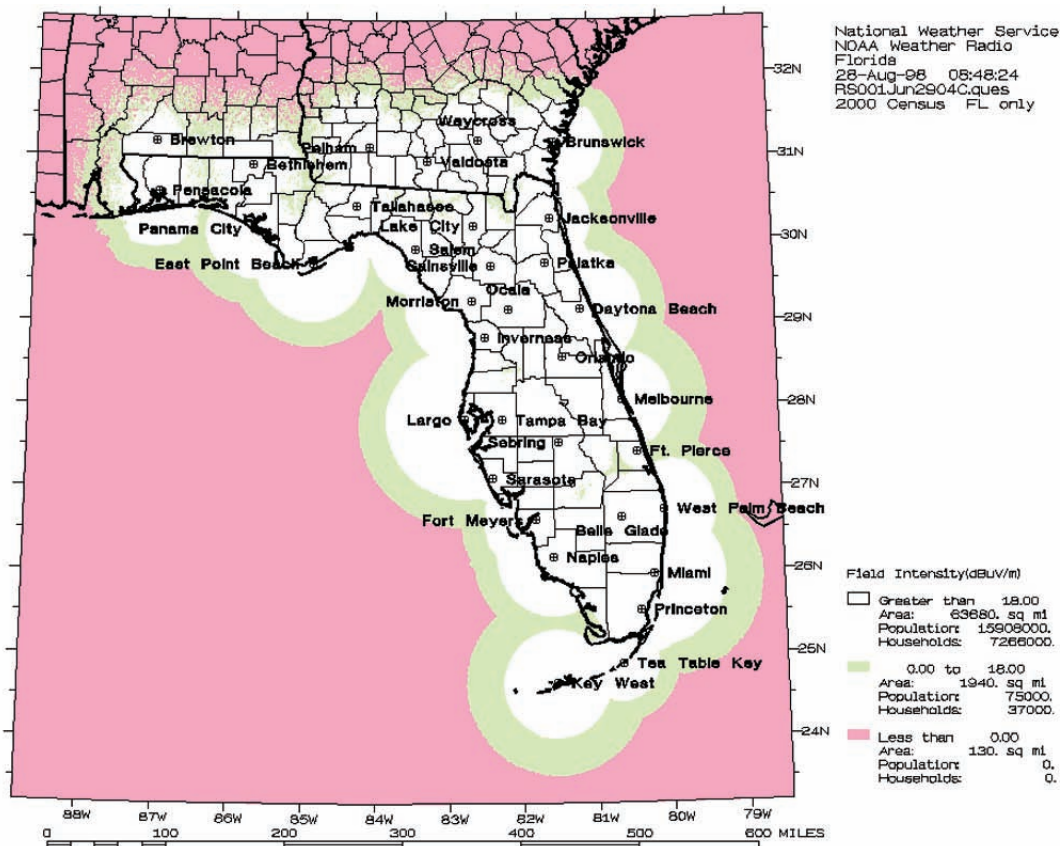 National Weather Service
NOAA Weather Radio
Florida
28-Aug-98 08:48:24
RS001Jun2904C.ques
2000 Census FL only
32N
Waycross
Brewton
Pelham
Brunswick
31N
Bethlehem
Valdosta
Pensacola
Tallahasee
Jacksonville
Panama City
Lake City
30N
East Point Beach
Salem
Gainsville
Palatka
Ocala
Morriston
Daytona Beach
29N
Inverness
Orlando
28N
Melbourne
Largo
Tampa Bay
Sebring
Ft. Pierce
27N
Sarasota
West Palm Beach
Fort Meyers
Belle Glade
26N
Naples
Miami
Princeton
25N
Tea Table Key
Key West
24N
Field Intensity(dBuV/m)
Greater than 18.00
Area: 63680. sq mi
Population: 15908000.
Households: 7266000.
0.00 to 18.00
Area: 1940. sq mi
Population: 75000.
Households: 37000.
Less than 0.00
Area: 130. sq mi
Population: 0.
Households: 0.
88W 87W 86W 85W 84W 83W 82W 81W 80W 79W
0 100 200 300 400 500 600 MILES